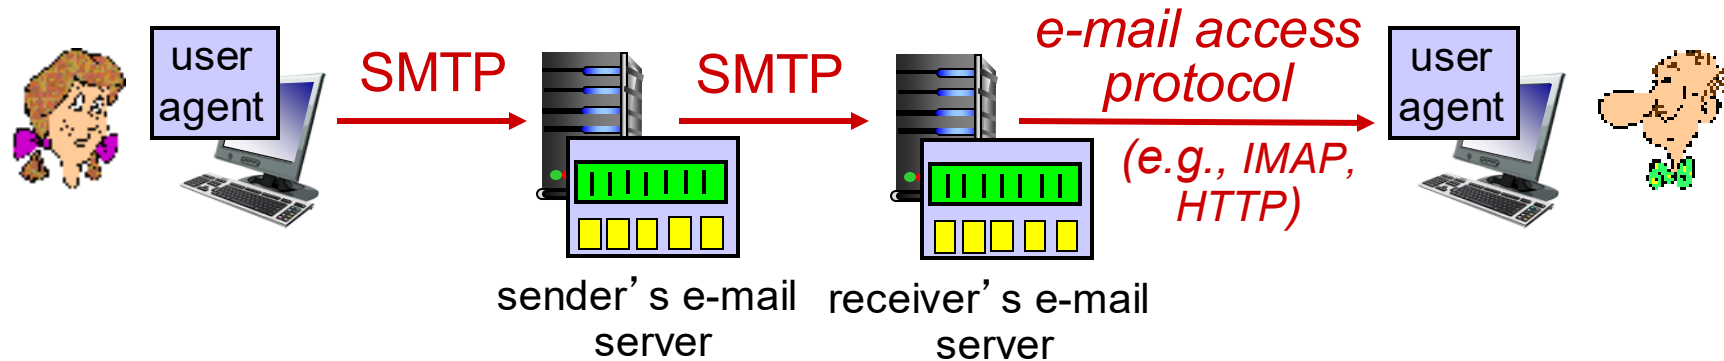 user
agent
SMTP
SMTP
e-mail access
protocol
(e.g., IMAP,
HTTP)
user
agent
sender’s e-mail
server
receiver’s e-mail
server